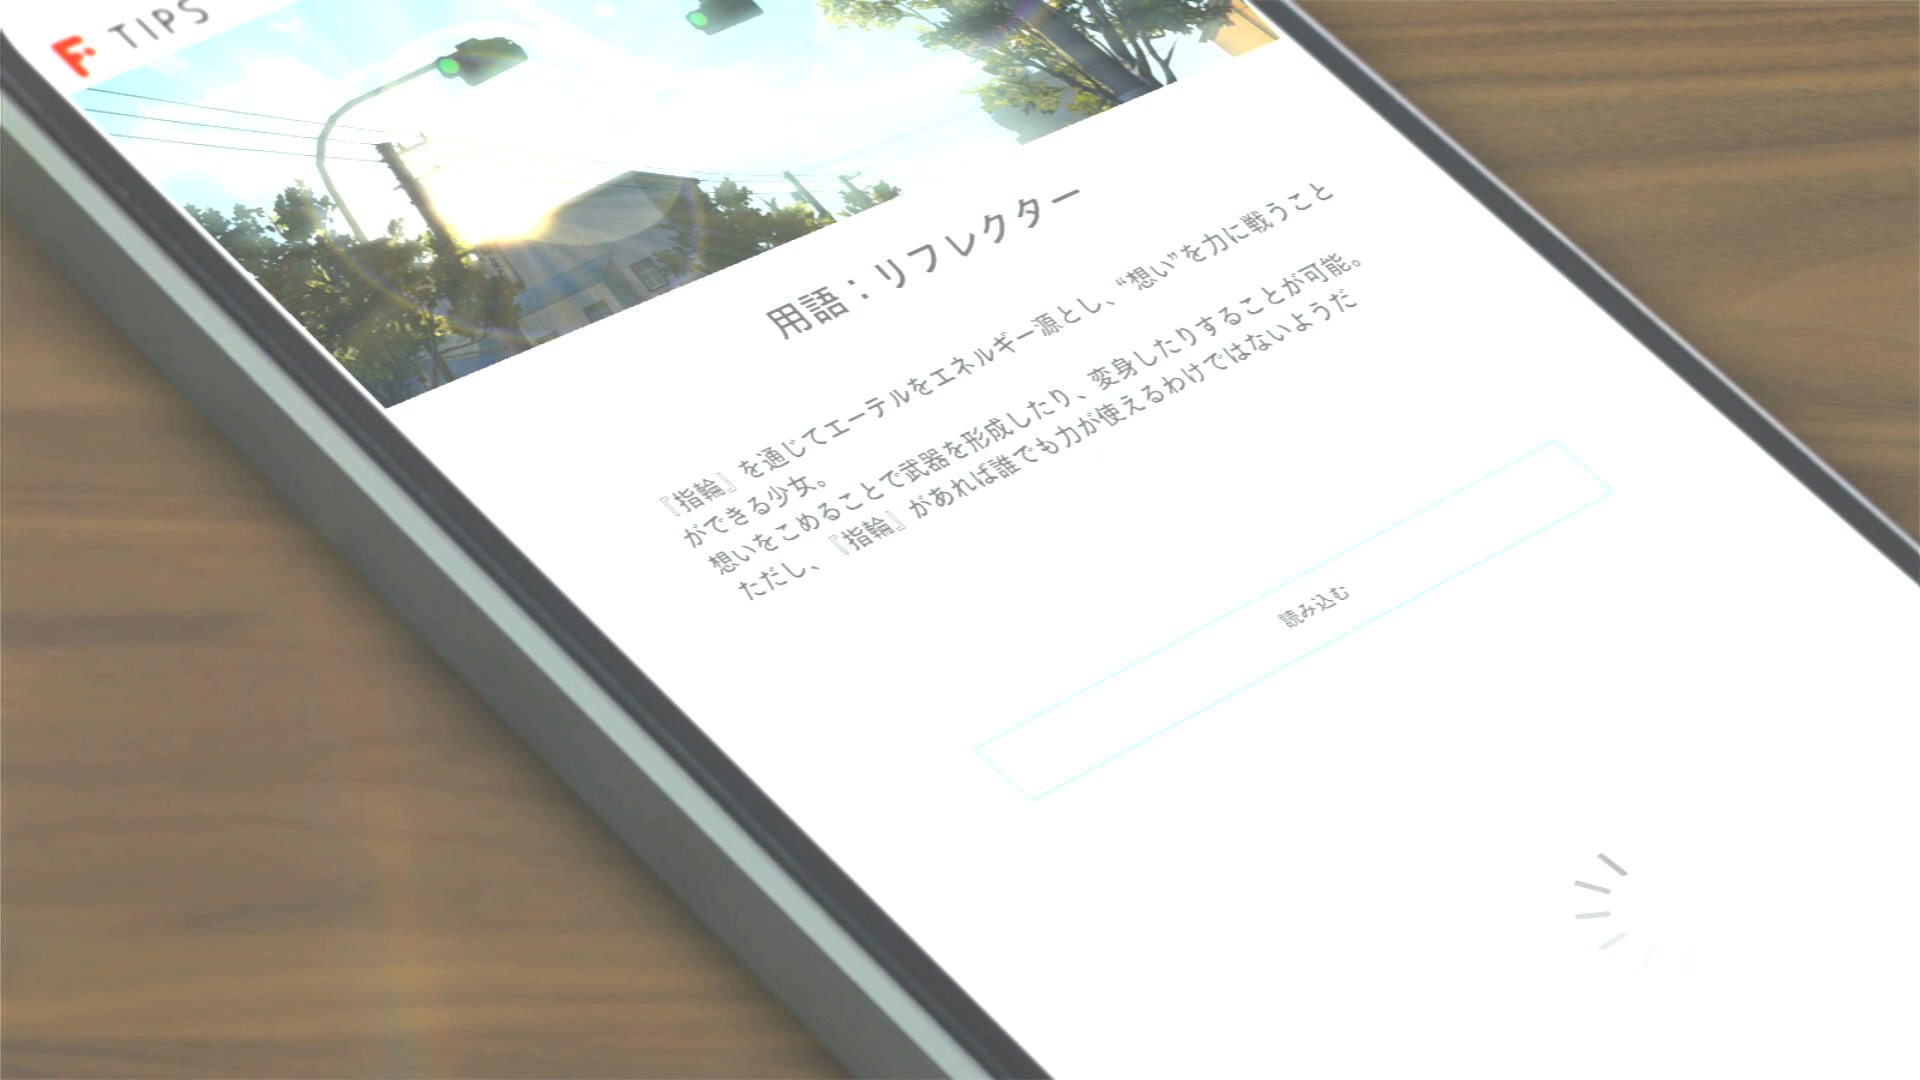 TIPS
用語：リフレクター
『指輪』を通じてエーテルをエネルギー源とし、“想い”を力に戦うこと
ができる少女。
想いをこめることで武器を形成したり、変身したりすることが可能。
ただし、『指輪』があれば誰でも力が使えるわけではないようだ
読み込む